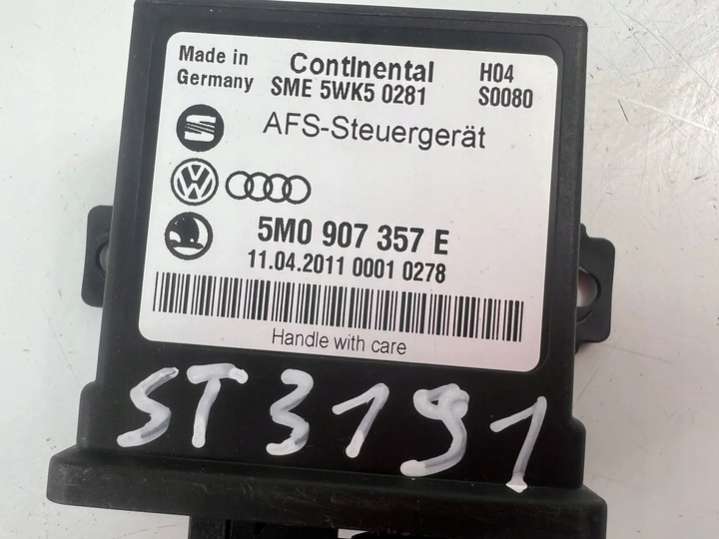 Made in Germany
Continental
H04
SME 5WK5 0281
S0080
AFS-Steuergerät
5M0 907 357 E
11.04.2011 0001 0278
Handle with care
ST3191